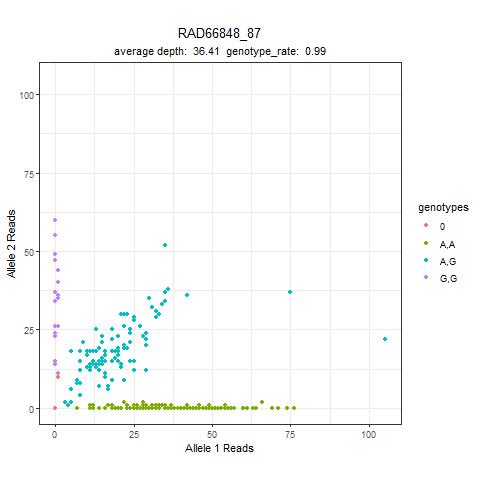 RAD66848_87
average depth: 36.41 genotype_rate: 0.99
100
75
50
25
0
Allele 2 Reads
0 25 50 75 100
Allele 1 Reads
genotypes
0
A,A
A,G
G,G